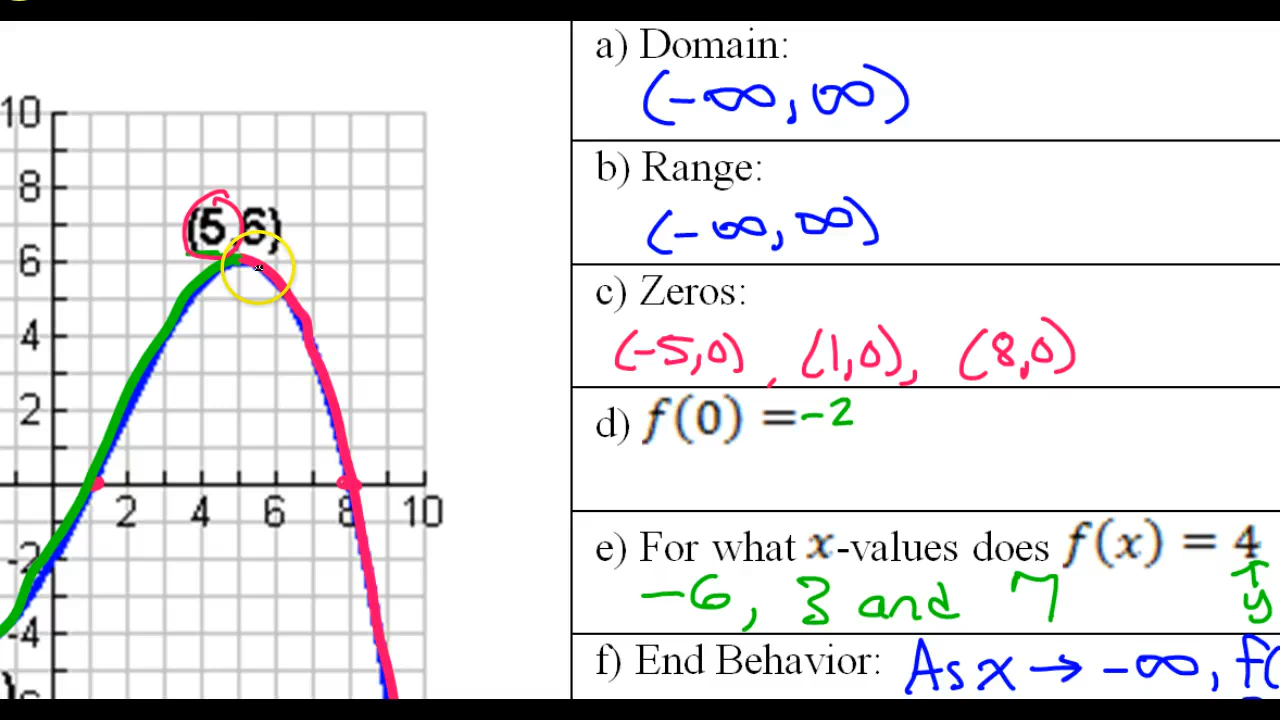 a) Domain:
(-∞, ∞)
b) Range:
(-∞, ∞)
c) Zeros:
(-5,0), (1,0), (8,0)
d) f(0) = -2
e) For what x-values does f(x) = 4
-6, 3 and 7
y
f) End Behavior: As x → -∞, f(
10
8
(5,6)
6
4
2
2 4 6 8 10
-2
-4